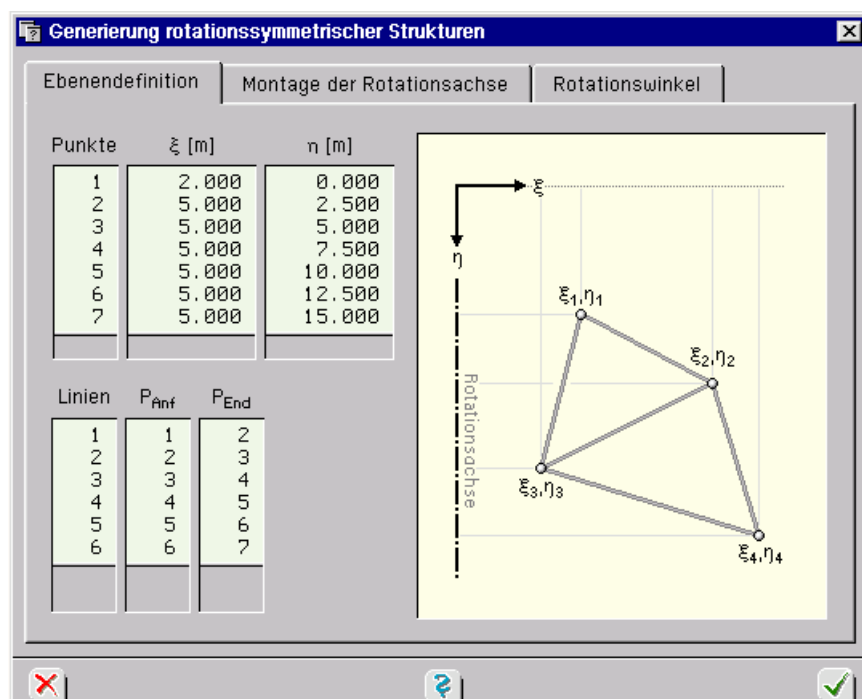 Generierung rotationssymmetrischer Strukturen
Ebenendefinition Montage der Rotationsachse Rotationswinkel
Punkte ξ [m] η [m]
1 2.000 0.000
2 5.000 2.500
3 5.000 5.000
4 5.000 7.500
5 5.000 10.000
6 5.000 12.500
7 5.000 15.000
Linien PAnf PEnd
1 1 2
2 2 3
3 3 4
4 4 5
5 5 6
6 6 7
ξ
η
ξ1,η1
ξ2,η2
Rotationsachse
ξ3,η3
ξ4,η4